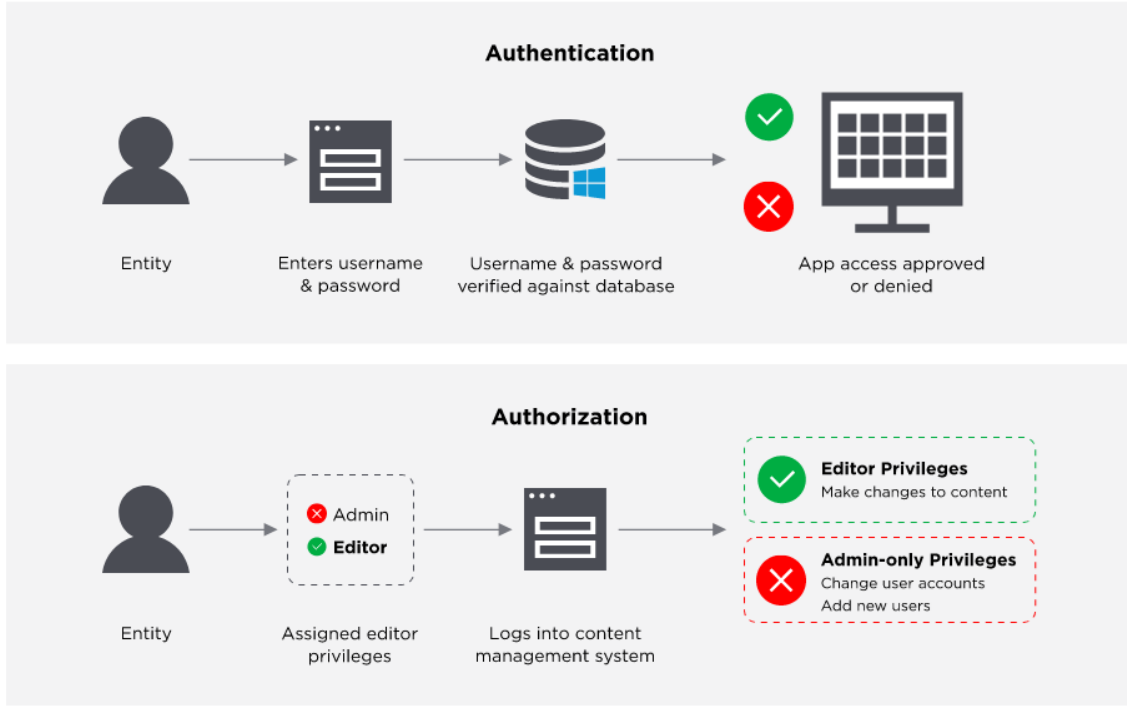 Authentication
Entity
Enters username
& password
Username & password
verified against database
App access approved
or denied
Authorization
Entity
Admin
Editor
Assigned editor
privileges
Logs into content
management system
Editor Privileges
Make changes to content
Admin-only Privileges
Change user accounts
Add new users